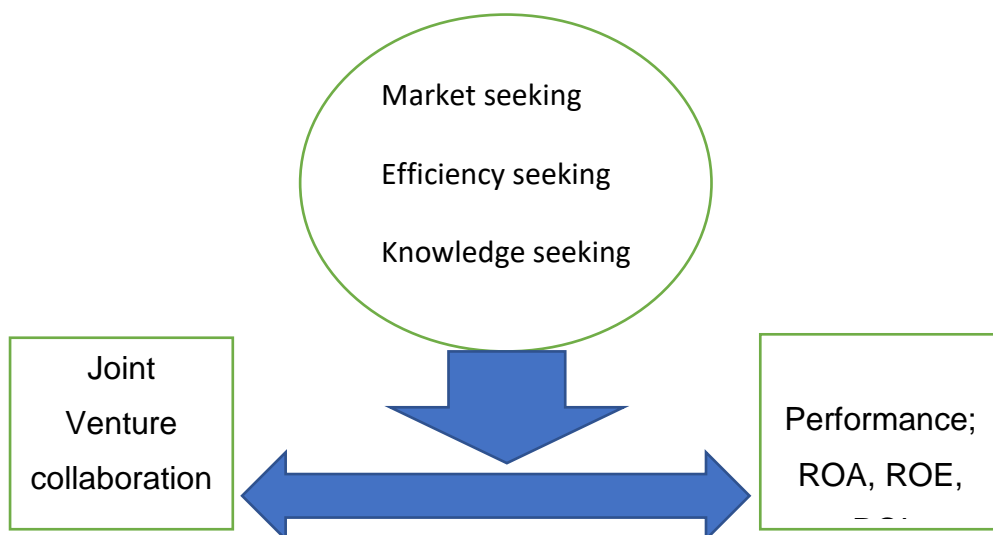 Market seeking
Efficiency seeking
Knowledge seeking
Joint
Venture
collaboration
Performance;
ROA, ROE,